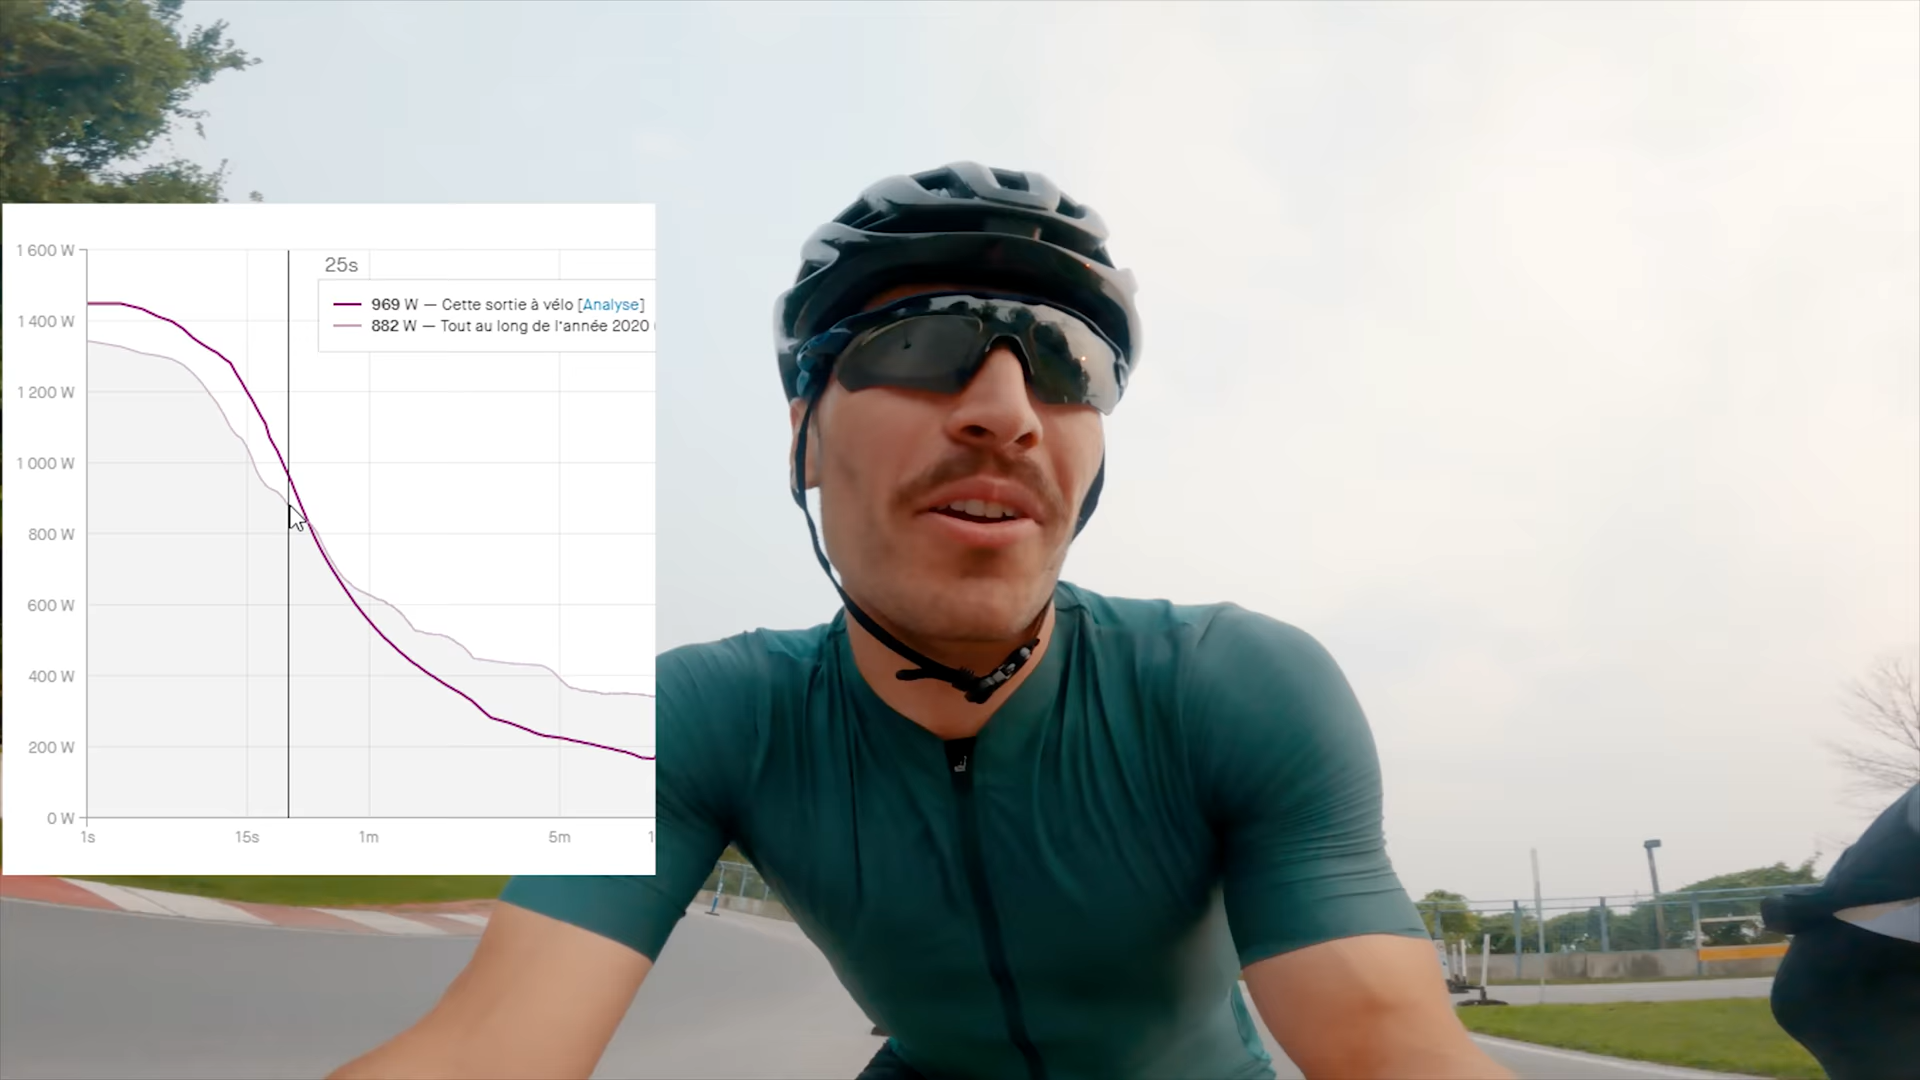 1 600 W
25s
969 W — Cette sortie à vélo [Analyse]
1 400 W
882 W — Tout au long de l'année 2020
1 200 W
1 000 W
800 W
600 W
400 W
200 W
0 W
1s 15s 1m 5m